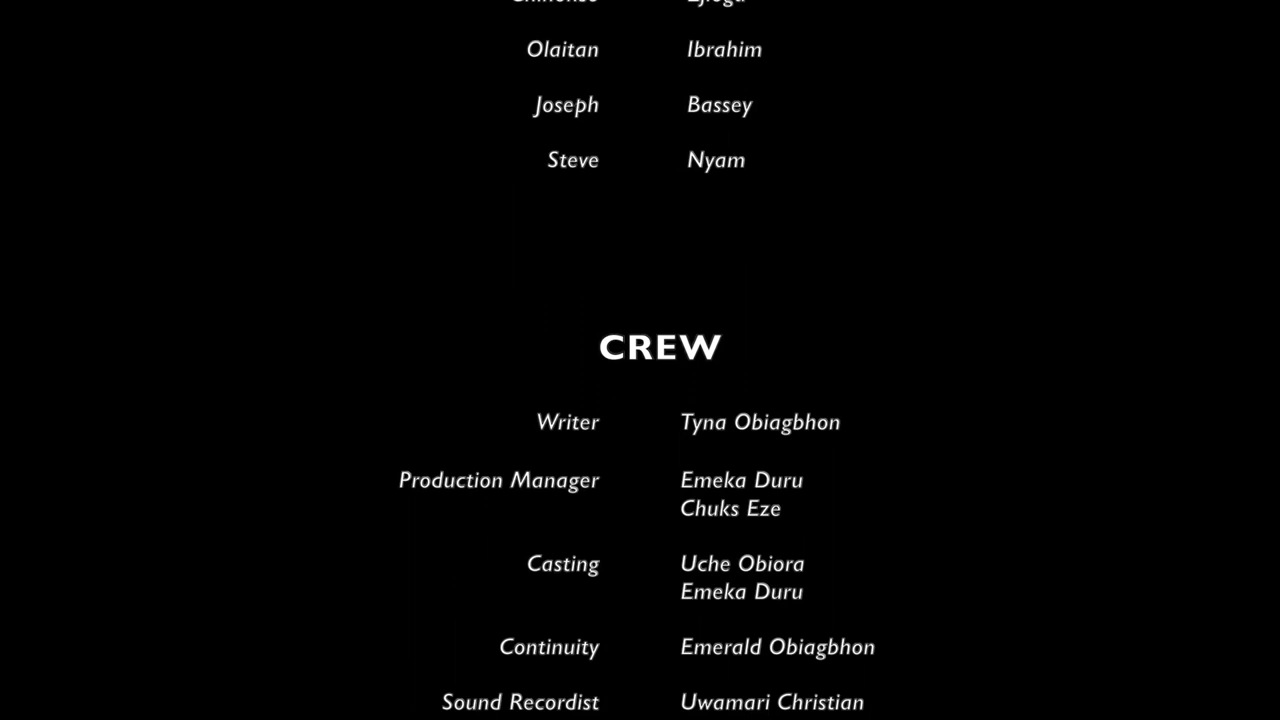 Olaitan Ibrahim
Joseph Bassey
Steve Nyam
CREW
Writer Tyna Obiagbhon
Production Manager Emeka Duru
Chuks Eze
Casting Uche Obiora
Emeka Duru
Continuity Emerald Obiagbhon
Sound Recordist Uwamari Christian